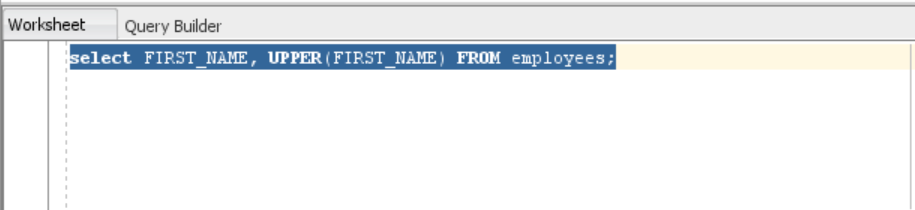 Worksheet Query Builder
select FIRST_NAME, UPPER(FIRST_NAME) FROM employees;